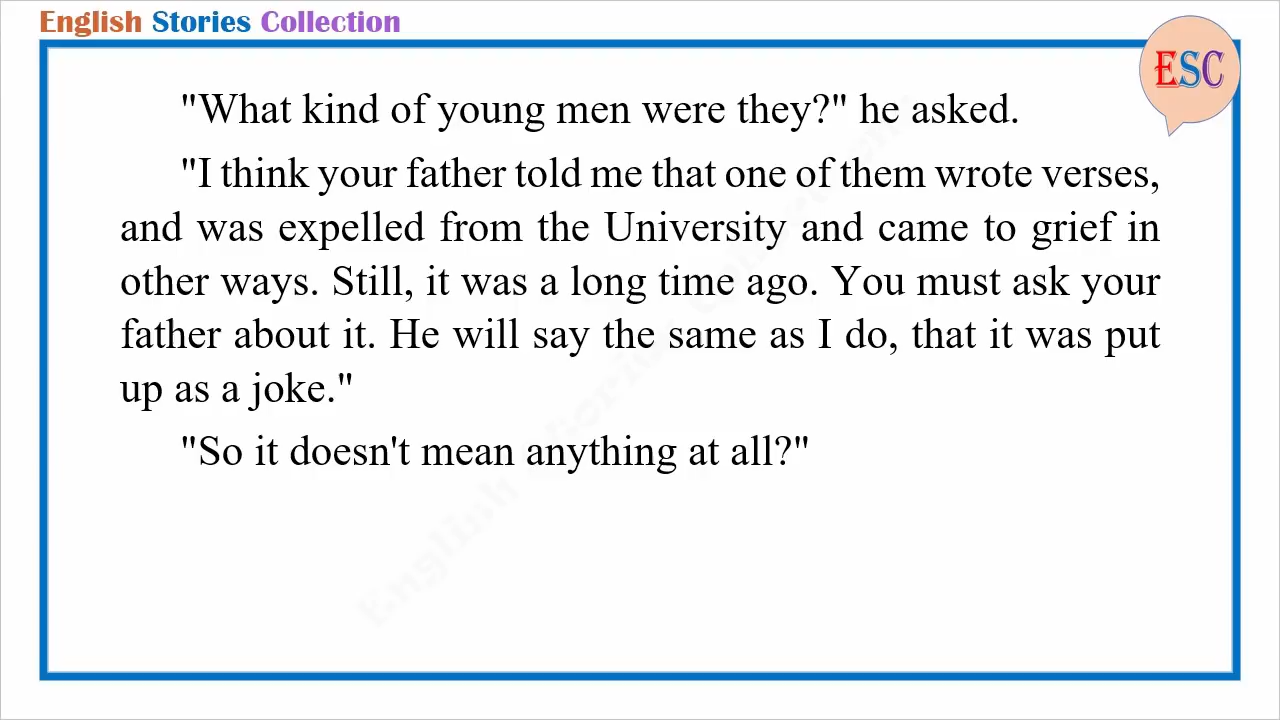 English Stories Collection
ESC
"What kind of young men were they?" he asked.
"I think your father told me that one of them wrote verses,
and was expelled from the University and came to grief in
other ways. Still, it was a long time ago. You must ask your
father about it. He will say the same as I do, that it was put
up as a joke."
"So it doesn't mean anything at all?"
English Stories Collection